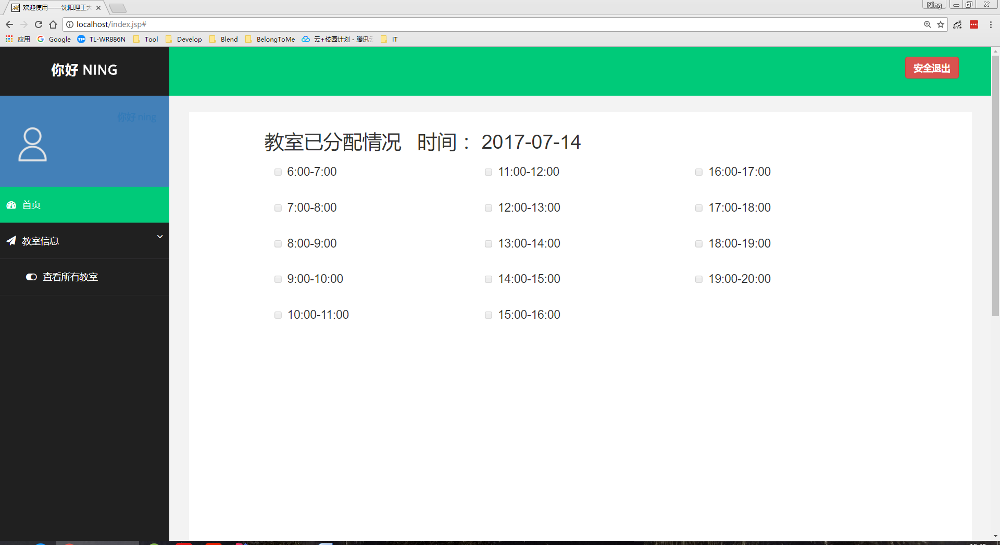 欢迎使用——沈阳理工
Ning
localhost/index.jsp#
应用 Google TL-WR886N Tool Develop Blend BelongToMe 云+校园计划 - 腾讯 IT
你好 NING
安全退出
你好 ning
首页
教室信息
查看所有教室
教室已分配情况 时间： 2017-07-14
6:00-7:00 11:00-12:00 16:00-17:00
7:00-8:00 12:00-13:00 17:00-18:00
8:00-9:00 13:00-14:00 18:00-19:00
9:00-10:00 14:00-15:00 19:00-20:00
10:00-11:00 15:00-16:00